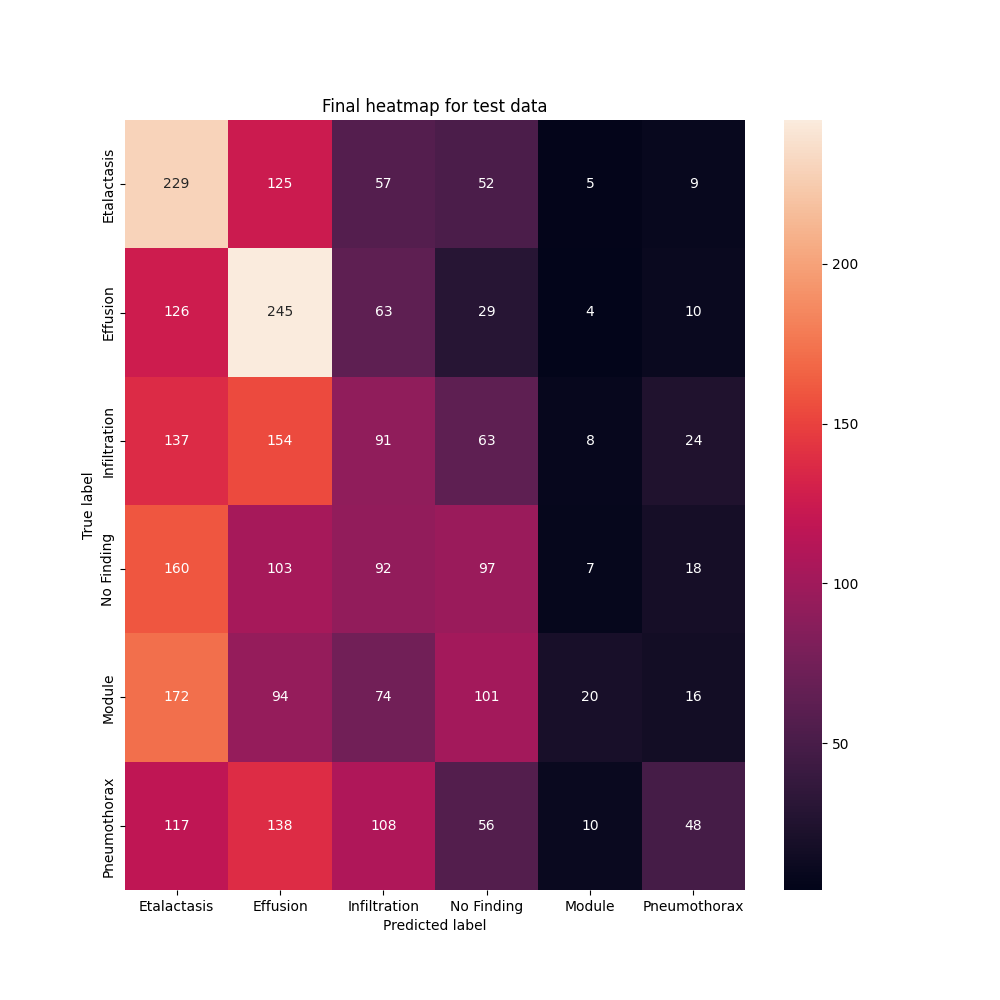 Final heatmap for test data
True label
Etalactasis 229 125 57 52 5 9
Effusion 126 245 63 29 4 10
Infiltration 137 154 91 63 8 24
No Finding 160 103 92 97 7 18
Module 172 94 74 101 20 16
Pneumothorax 117 138 108 56 10 48
Etalactasis Effusion Infiltration No Finding Module Pneumothorax
Predicted label
200
150
100
50